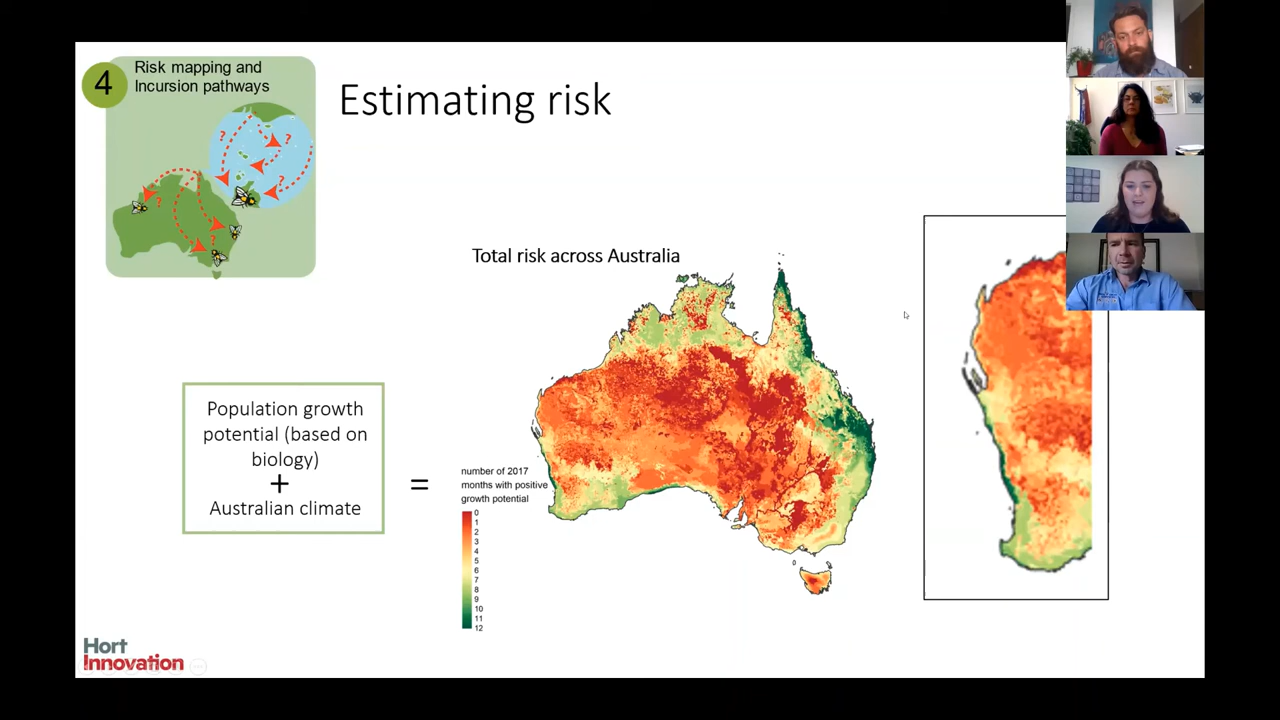 4
Risk mapping and
Incursion pathways
?
?
?
?
?
Estimating risk
Total risk across Australia
Population growth
potential (based on
biology)
+
Australian climate
=
number of 2017
months with positive
growth potential
0
1
2
3
4
5
6
7
8
9
10
11
12
Hort
Innovation